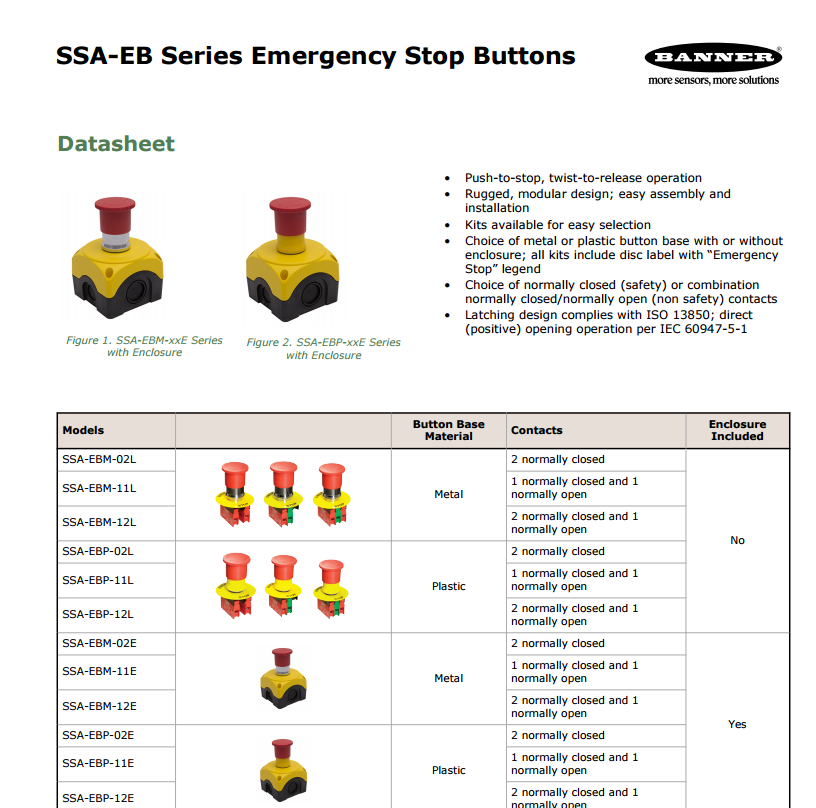 SSA-EB Series Emergency Stop Buttons
BANNER®
more sensors, more solutions
Datasheet
Figure 1. SSA-EBM-xxE Series
with Enclosure
Figure 2. SSA-EBP-xxE Series
with Enclosure
• Push-to-stop, twist-to-release operation
• Rugged, modular design; easy assembly and
installation
• Kits available for easy selection
• Choice of metal or plastic button base with or without
enclosure; all kits include disc label with “Emergency
Stop” legend
• Choice of normally closed (safety) or combination
normally closed/normally open (non safety) contacts
• Latching design complies with ISO 13850; direct
(positive) opening operation per IEC 60947-5-1
Models
Button Base
Material
Contacts
Enclosure
Included
SSA-EBM-02L
2 normally closed
SSA-EBM-11L
1 normally closed and 1
normally open
Metal
SSA-EBM-12L
2 normally closed and 1
normally open
No
SSA-EBP-02L
2 normally closed
SSA-EBP-11L
1 normally closed and 1
normally open
Plastic
SSA-EBP-12L
2 normally closed and 1
normally open
SSA-EBM-02E
2 normally closed
SSA-EBM-11E
1 normally closed and 1
normally open
Metal
SSA-EBM-12E
2 normally closed and 1
normally open
Yes
SSA-EBP-02E
2 normally closed
SSA-EBP-11E
1 normally closed and 1
normally open
Plastic
SSA-EBP-12E
2 normally closed and 1
normally open